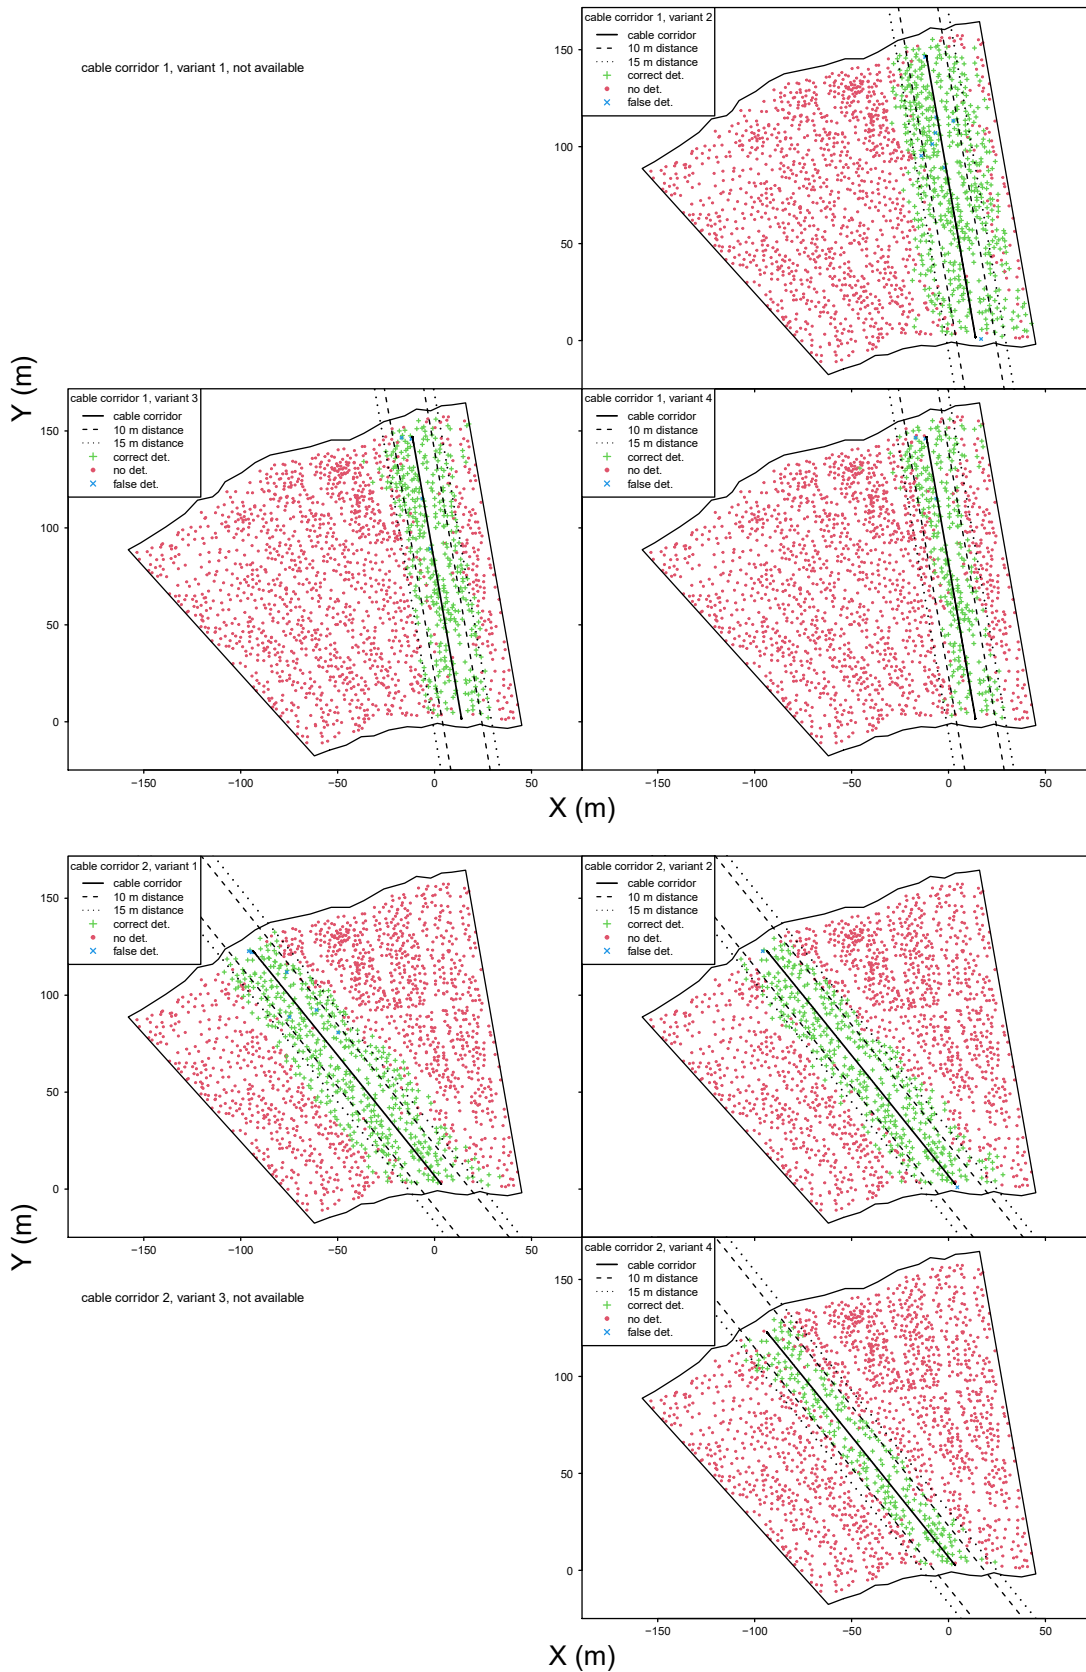 cable corridor 1, variant 1, not available
cable corridor 1, variant 2
cable corridor
10 m distance
15 m distance
correct det.
no det.
false det.
150
100
50
0
cable corridor 1, variant 3
cable corridor
10 m distance
15 m distance
correct det.
no det.
false det.
150
100
50
0
−150
−100
−50
0
50
cable corridor 1, variant 4
cable corridor
10 m distance
15 m distance
correct det.
no det.
false det.
−150
−100
−50
0
50
Y (m)
X (m)
cable corridor 2, variant 1
cable corridor
10 m distance
15 m distance
correct det.
no det.
false det.
150
100
50
0
−150
−100
−50
0
50
cable corridor 2, variant 2
cable corridor
10 m distance
15 m distance
correct det.
no det.
false det.
cable corridor 2, variant 3, not available
cable corridor 2, variant 4
cable corridor
10 m distance
15 m distance
correct det.
no det.
false det.
150
100
50
0
−150
−100
−50
0
50
Y (m)
X (m)